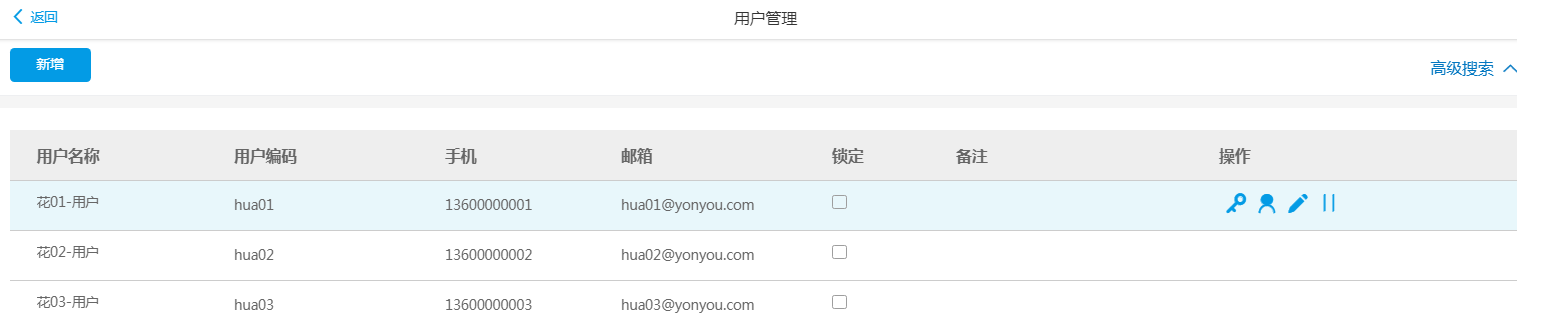 返回
用户管理
新增
高级搜索
用户名称 用户编码 手机 邮箱 锁定 备注 操作
花01-用户 hua01 13600000001 hua01@yonyou.com
花02-用户 hua02 13600000002 hua02@yonyou.com
花03-用户 hua03 13600000003 hua03@yonyou.com